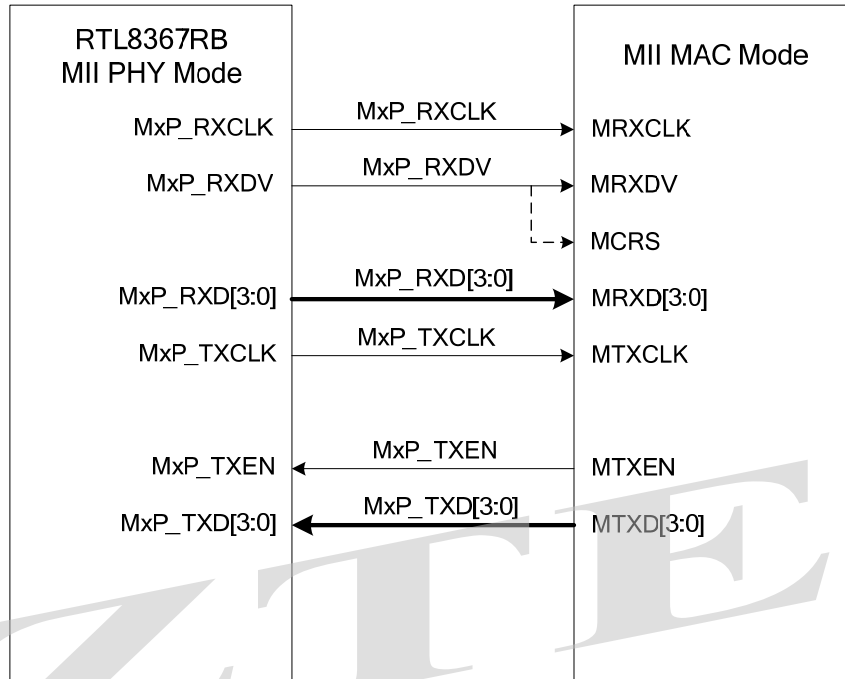 RTL8367RB
MII PHY Mode
MII MAC Mode
MxP_RXCLK
MxP_RXCLK
MRXCLK
MxP_RXDV
MxP_RXDV
MRXDV
MCRS
MxP_RXD[3:0]
MxP_RXD[3:0]
MRXD[3:0]
MxP_TXCLK
MxP_TXCLK
MTXCLK
MxP_TXEN
MxP_TXEN
MTXEN
MxP_TXD[3:0]
MxP_TXD[3:0]
MTXD[3:0]
ZTE